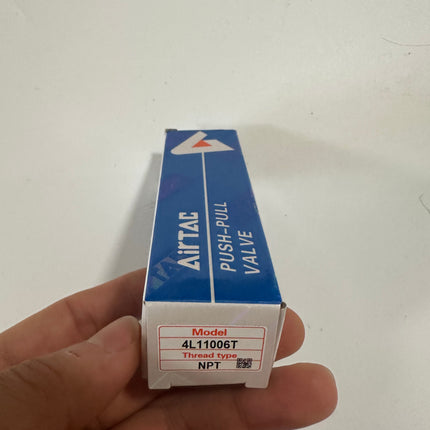 AirTAC
PUSH-PULL
VALVE
Model
4L11006T
Thread type
NPT